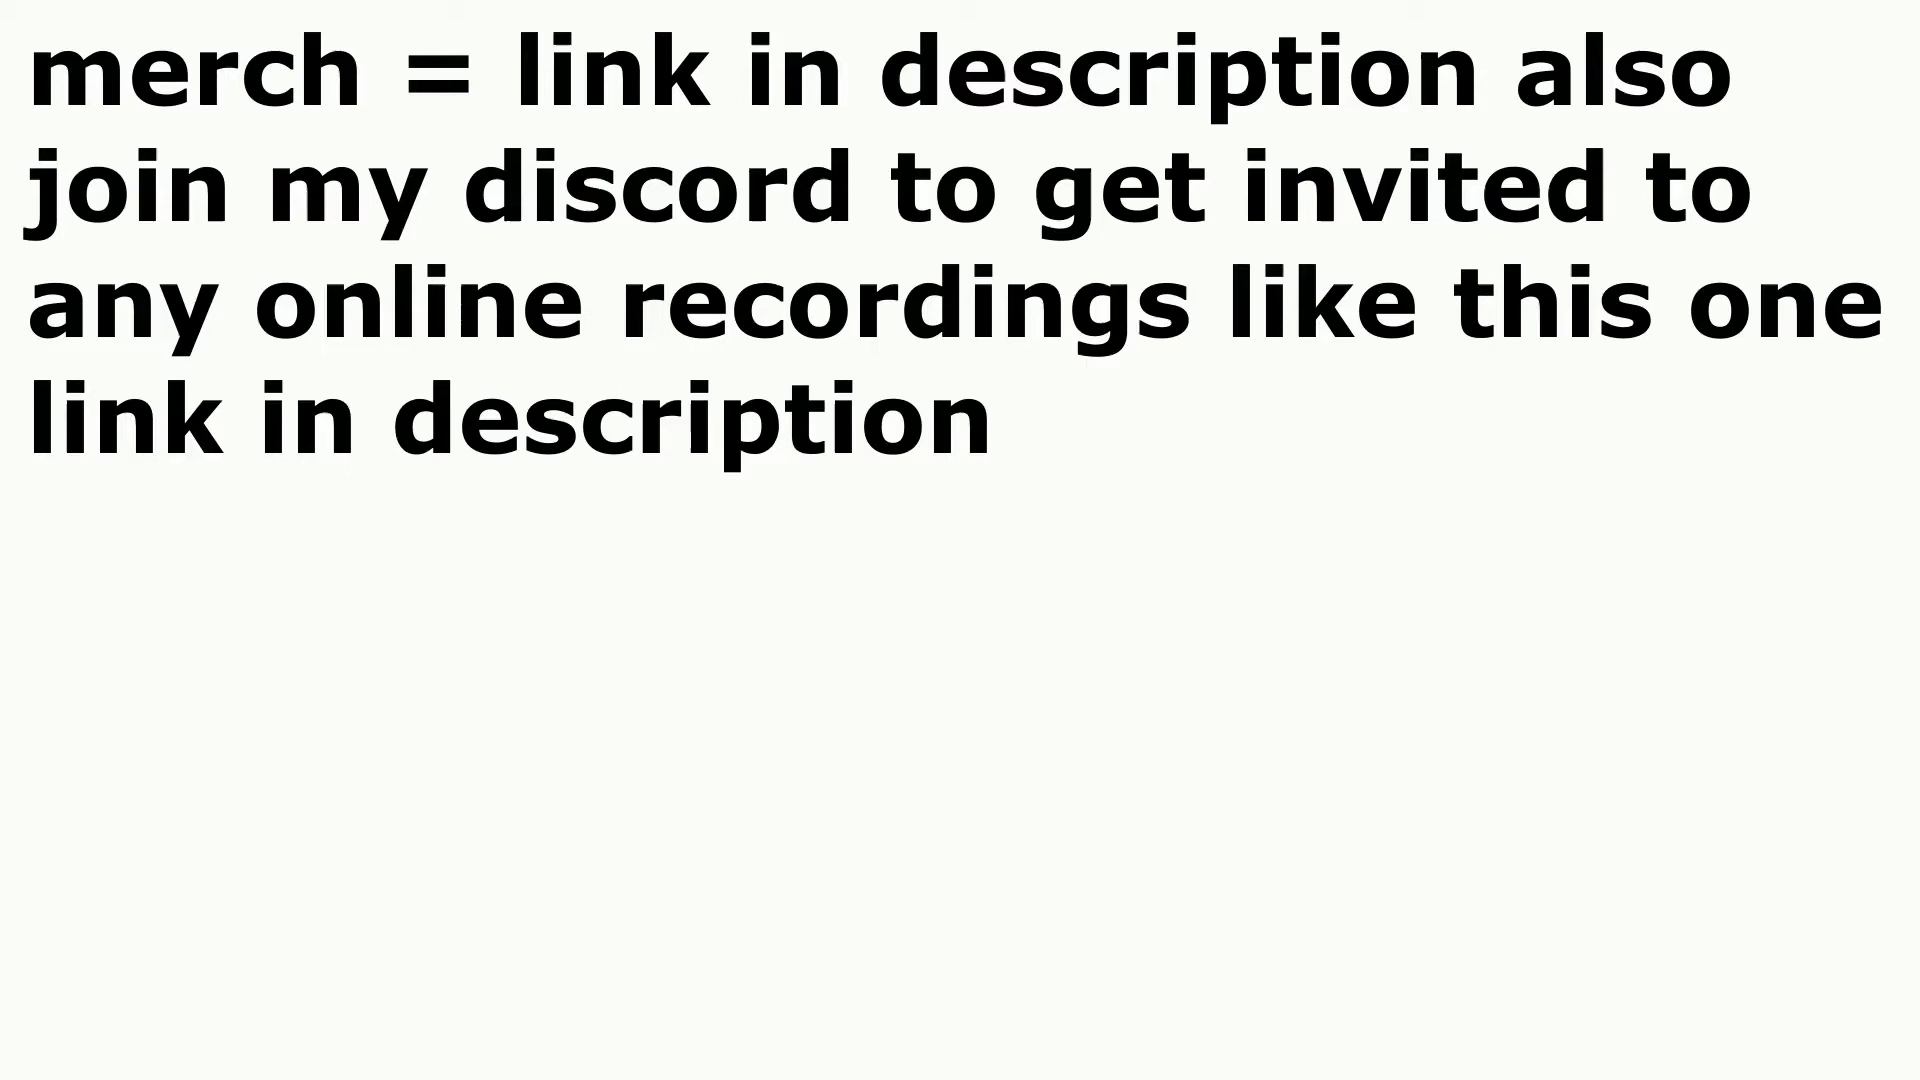 merch = link in description also
join my discord to get invited to
any online recordings like this one
link in description